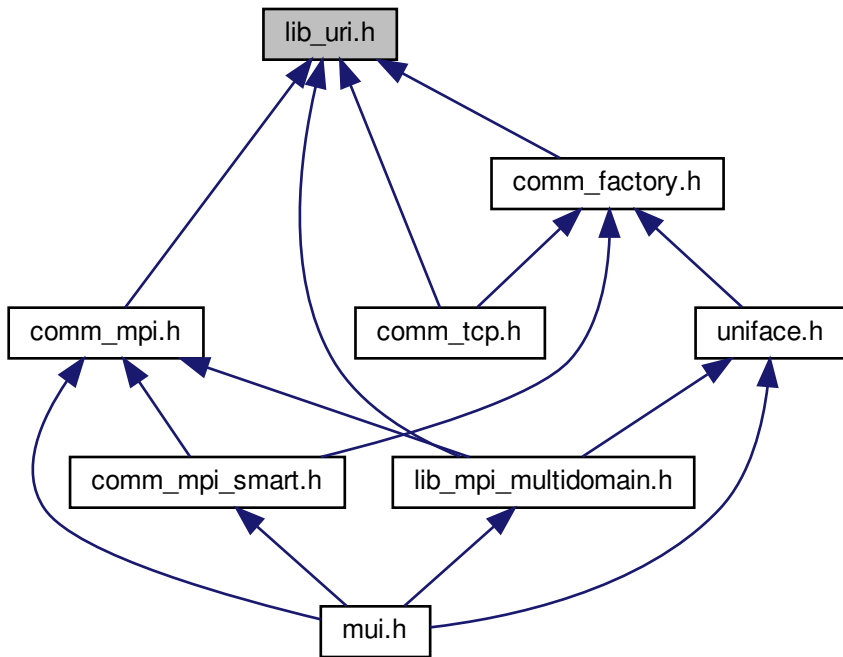 lib_uri.h
comm_factory.h
comm_mpi.h
comm_tcp.h
uniface.h
comm_mpi_smart.h
lib_mpi_multidomain.h
mui.h